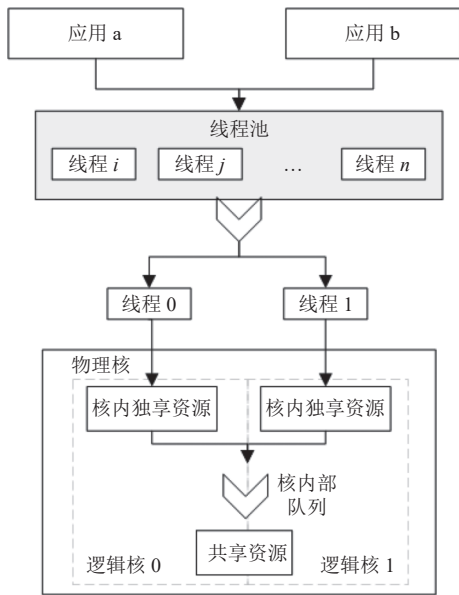 应用 a
应用 b
线程池
线程 i
线程 j
…
线程 n
线程 0
线程 1
物理核
核内独享资源
核内独享资源
核内部
队列
共享资源
逻辑核 0
逻辑核 1